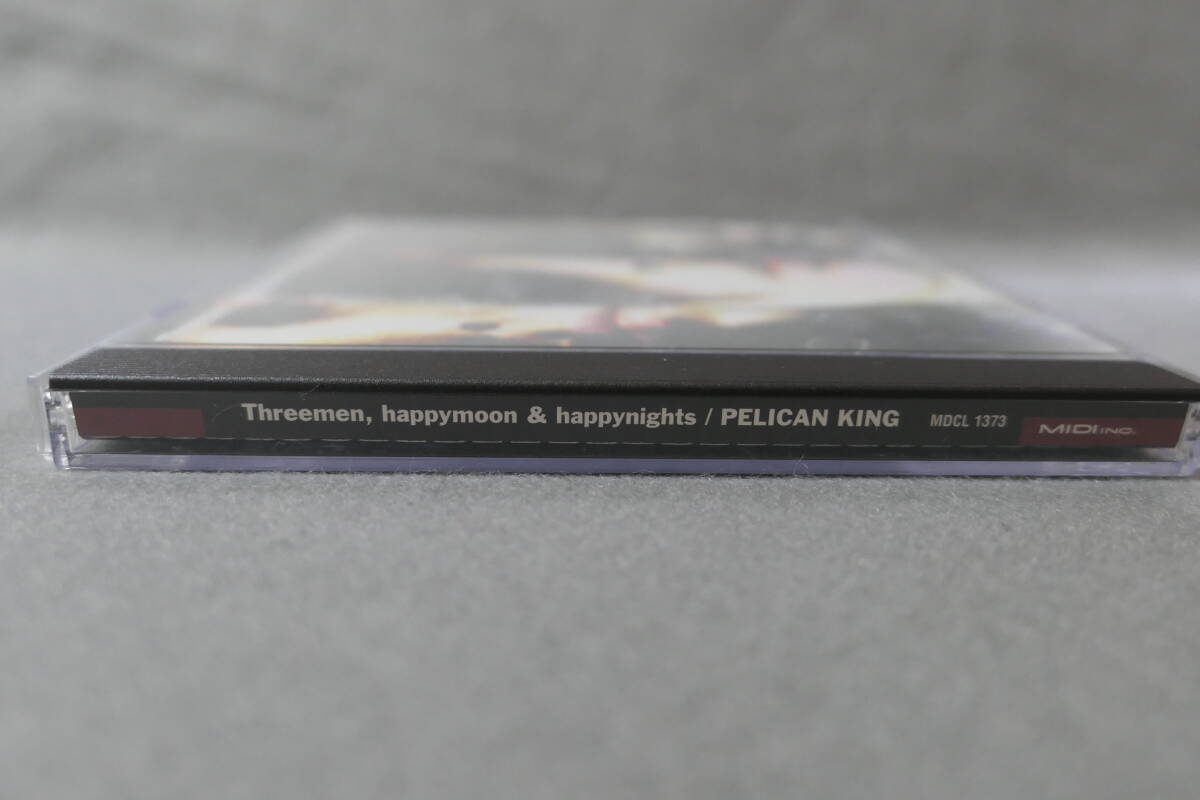 Threemen, happymoon & happynights / PELICAN KING MDCL 1373 MIDI INC.